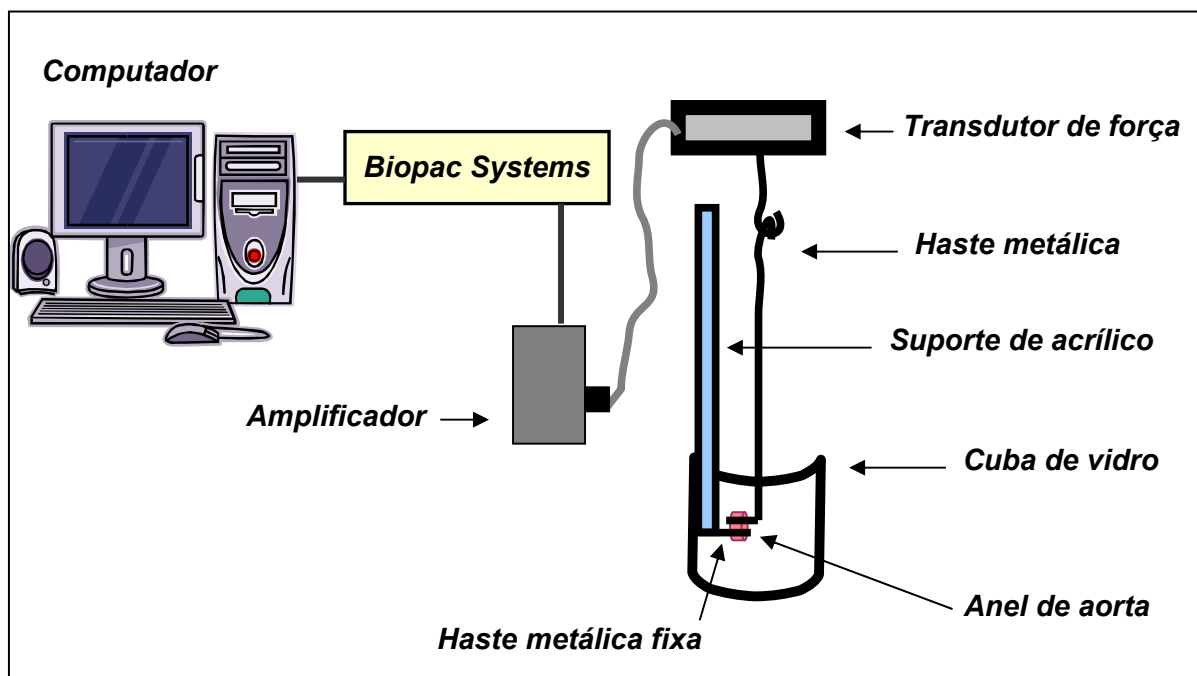 Computador
Transdutor de força
Biopac Systems
Haste metálica
Suporte de acrílico
Amplificador
Cuba de vidro
Anel de aorta
Haste metálica fixa